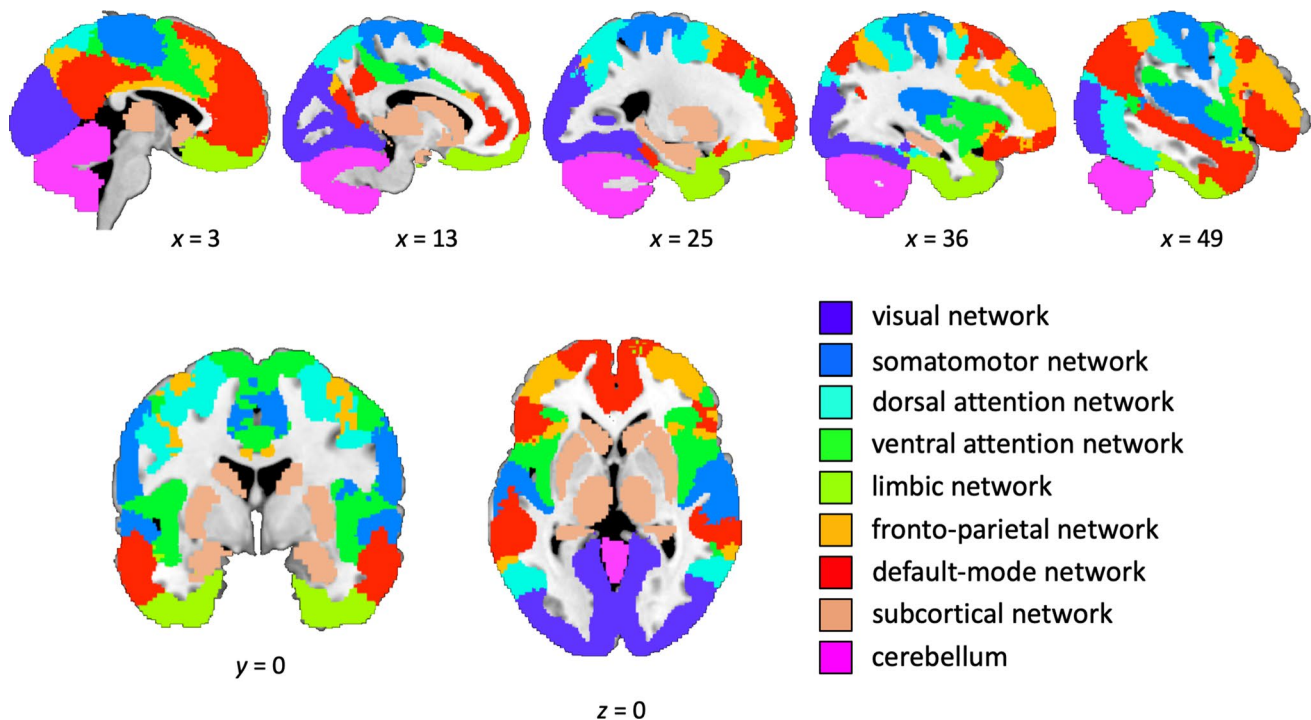 x = 3
x = 13
x = 25
x = 36
x = 49
visual network
somatomotor network
dorsal attention network
ventral attention network
limbic network
fronto-parietal network
default-mode network
subcortical network
cerebellum
y = 0
z = 0